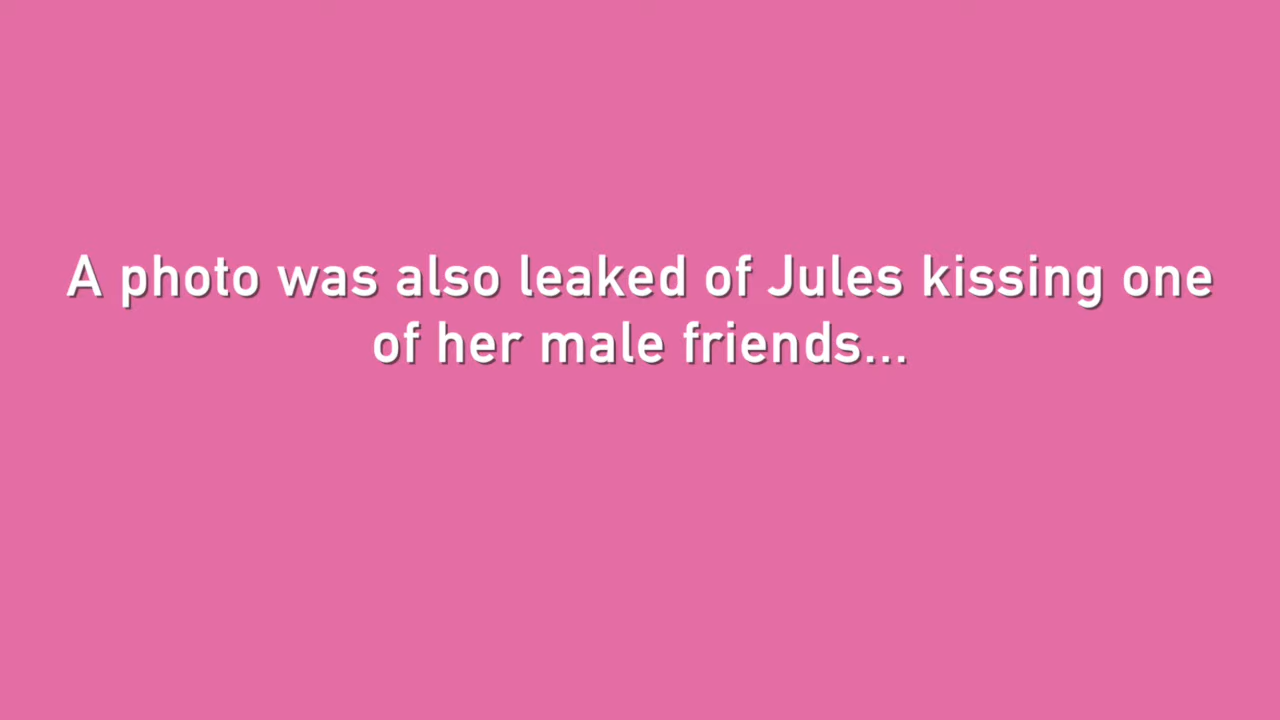 A photo was also leaked of Jules kissing one
of her male friends...